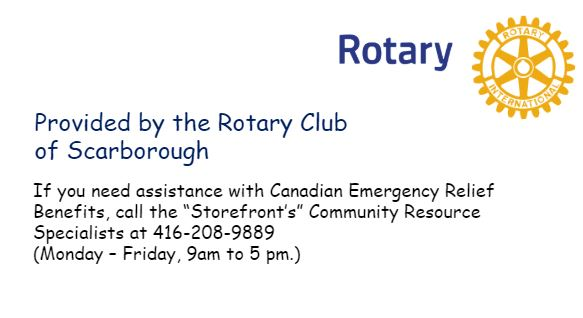 Rotary
ROTARY
INTERNATIONAL
Provided by the Rotary Club
of Scarborough
If you need assistance with Canadian Emergency Relief
Benefits, call the “Storefront’s” Community Resource
Specialists at 416-208-9889
(Monday – Friday, 9am to 5 pm.)